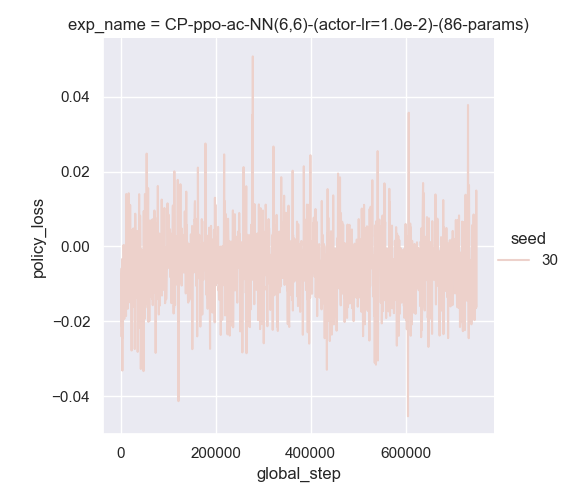 exp_name = CP-ppo-ac-NN(6,6)-(actor-lr=1.0e-2)-(86-params)
0.04
0.02
0.00
−0.02
−0.04
policy_loss
0
200000
400000
600000
global_step
seed
30